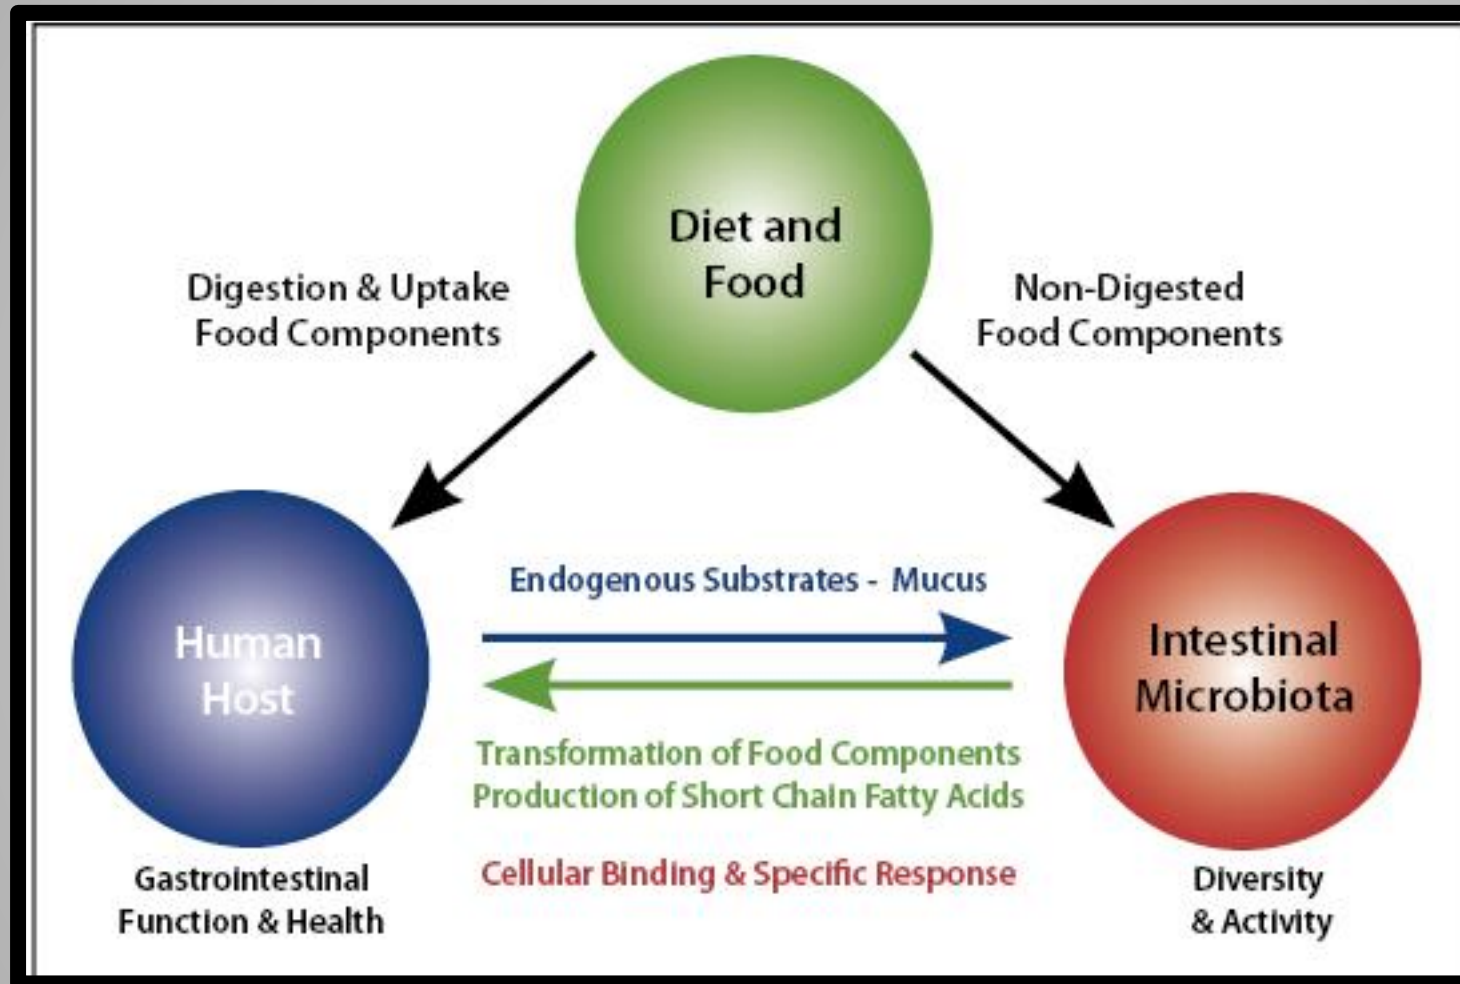 Diet and
Food
Digestion & Uptake
Food Components
Non-Digested
Food Components
Endogenous Substrates - Mucus
Human
Host
Intestinal
Microbiota
Transformation of Food Components
Production of Short Chain Fatty Acids
Cellular Binding & Specific Response
Gastrointestinal
Function & Health
Diversity
& Activity